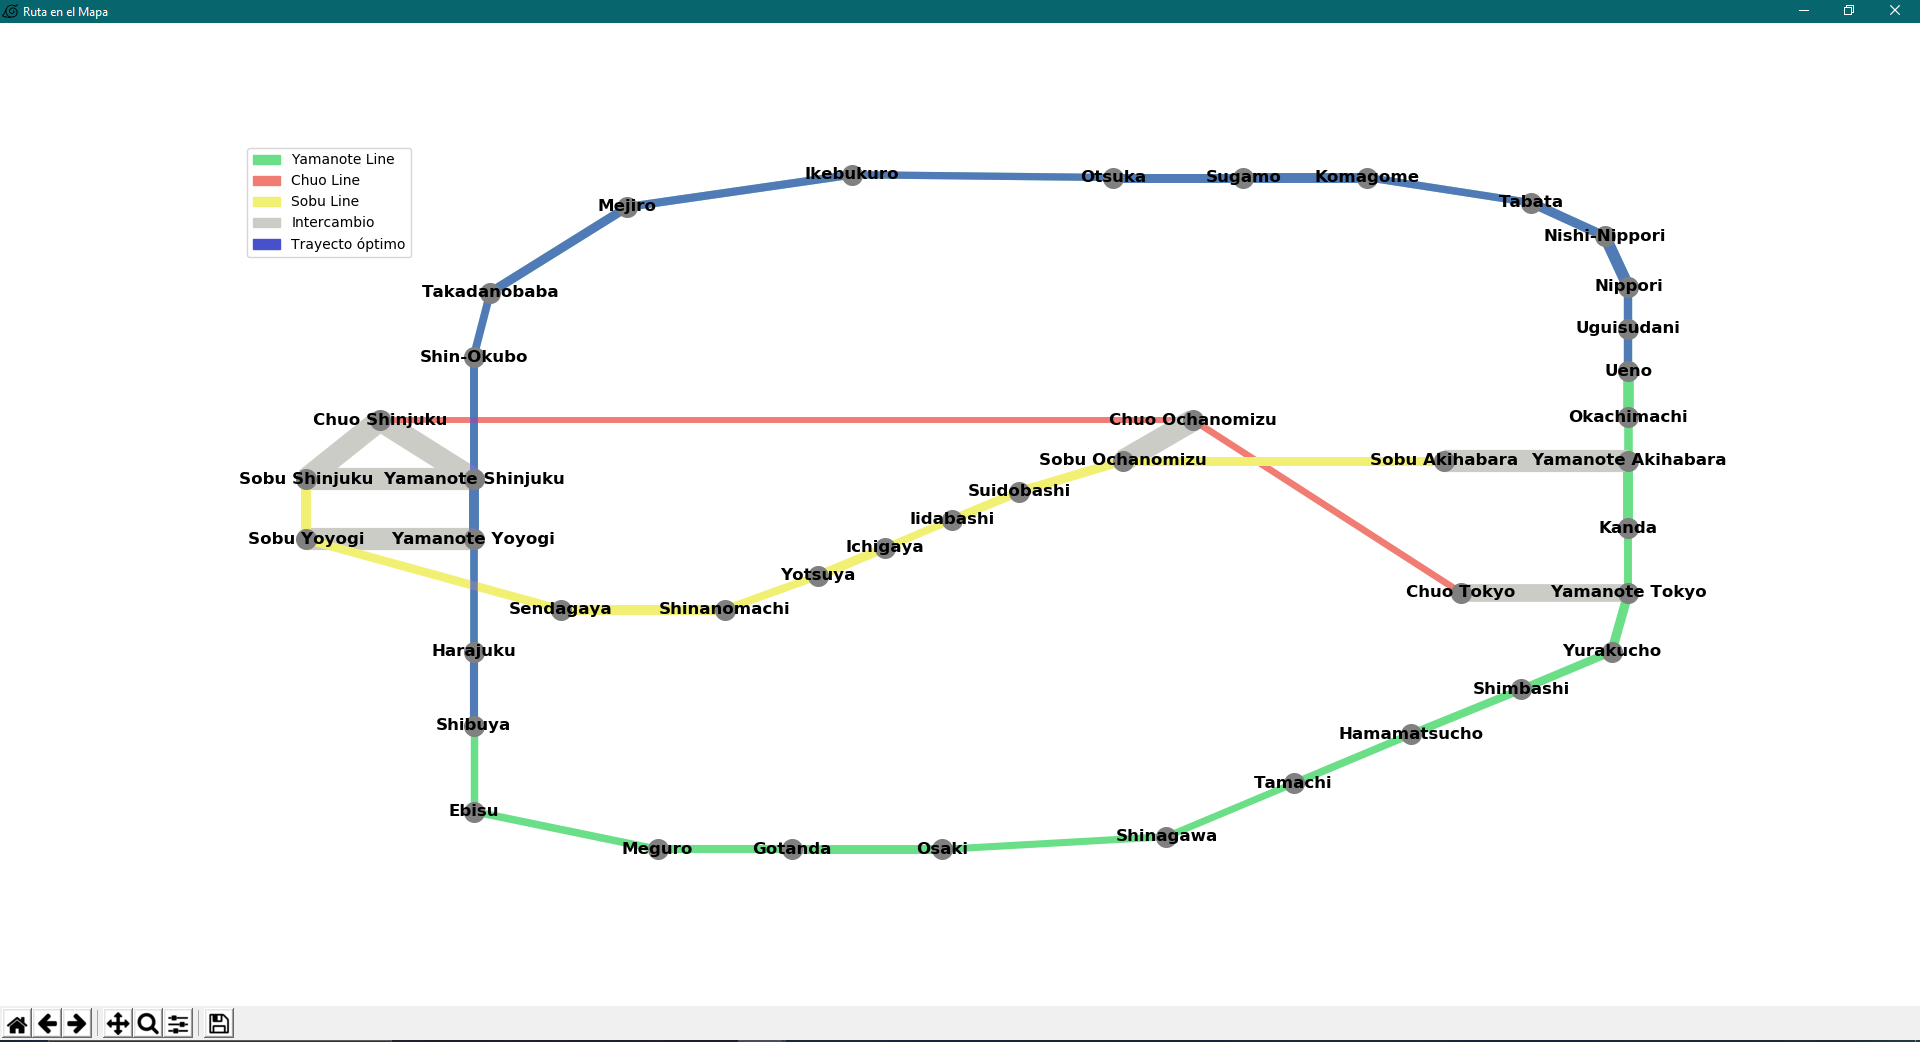 Ruta en el Mapa
Yamanote Line
Chuo Line
Sobu Line
Intercambio
Trayecto óptimo
Ikebukuro
Otsuka
Sugamo
Komagome
Mejiro
Tabata
Nishi-Nippori
Takadanobaba
Nippori
Uguisudani
Shin-Okubo
Ueno
Chuo Shinjuku
Chuo Ochanomizu
Okachimachi
Sobu Ochanomizu
Sobu Akihabara
Yamanote Akihabara
Sobu Shinjuku
Yamanote Shinjuku
Suidobashi
Iidabashi
Kanda
Sobu Yoyogi
Yamanote Yoyogi
Ichigaya
Yotsuya
Chuo Tokyo
Yamanote Tokyo
Sendagaya
Shinanomachi
Harajuku
Yurakucho
Shimbashi
Shibuya
Hamamatsucho
Tamachi
Ebisu
Shinagawa
Meguro
Gotanda
Osaki